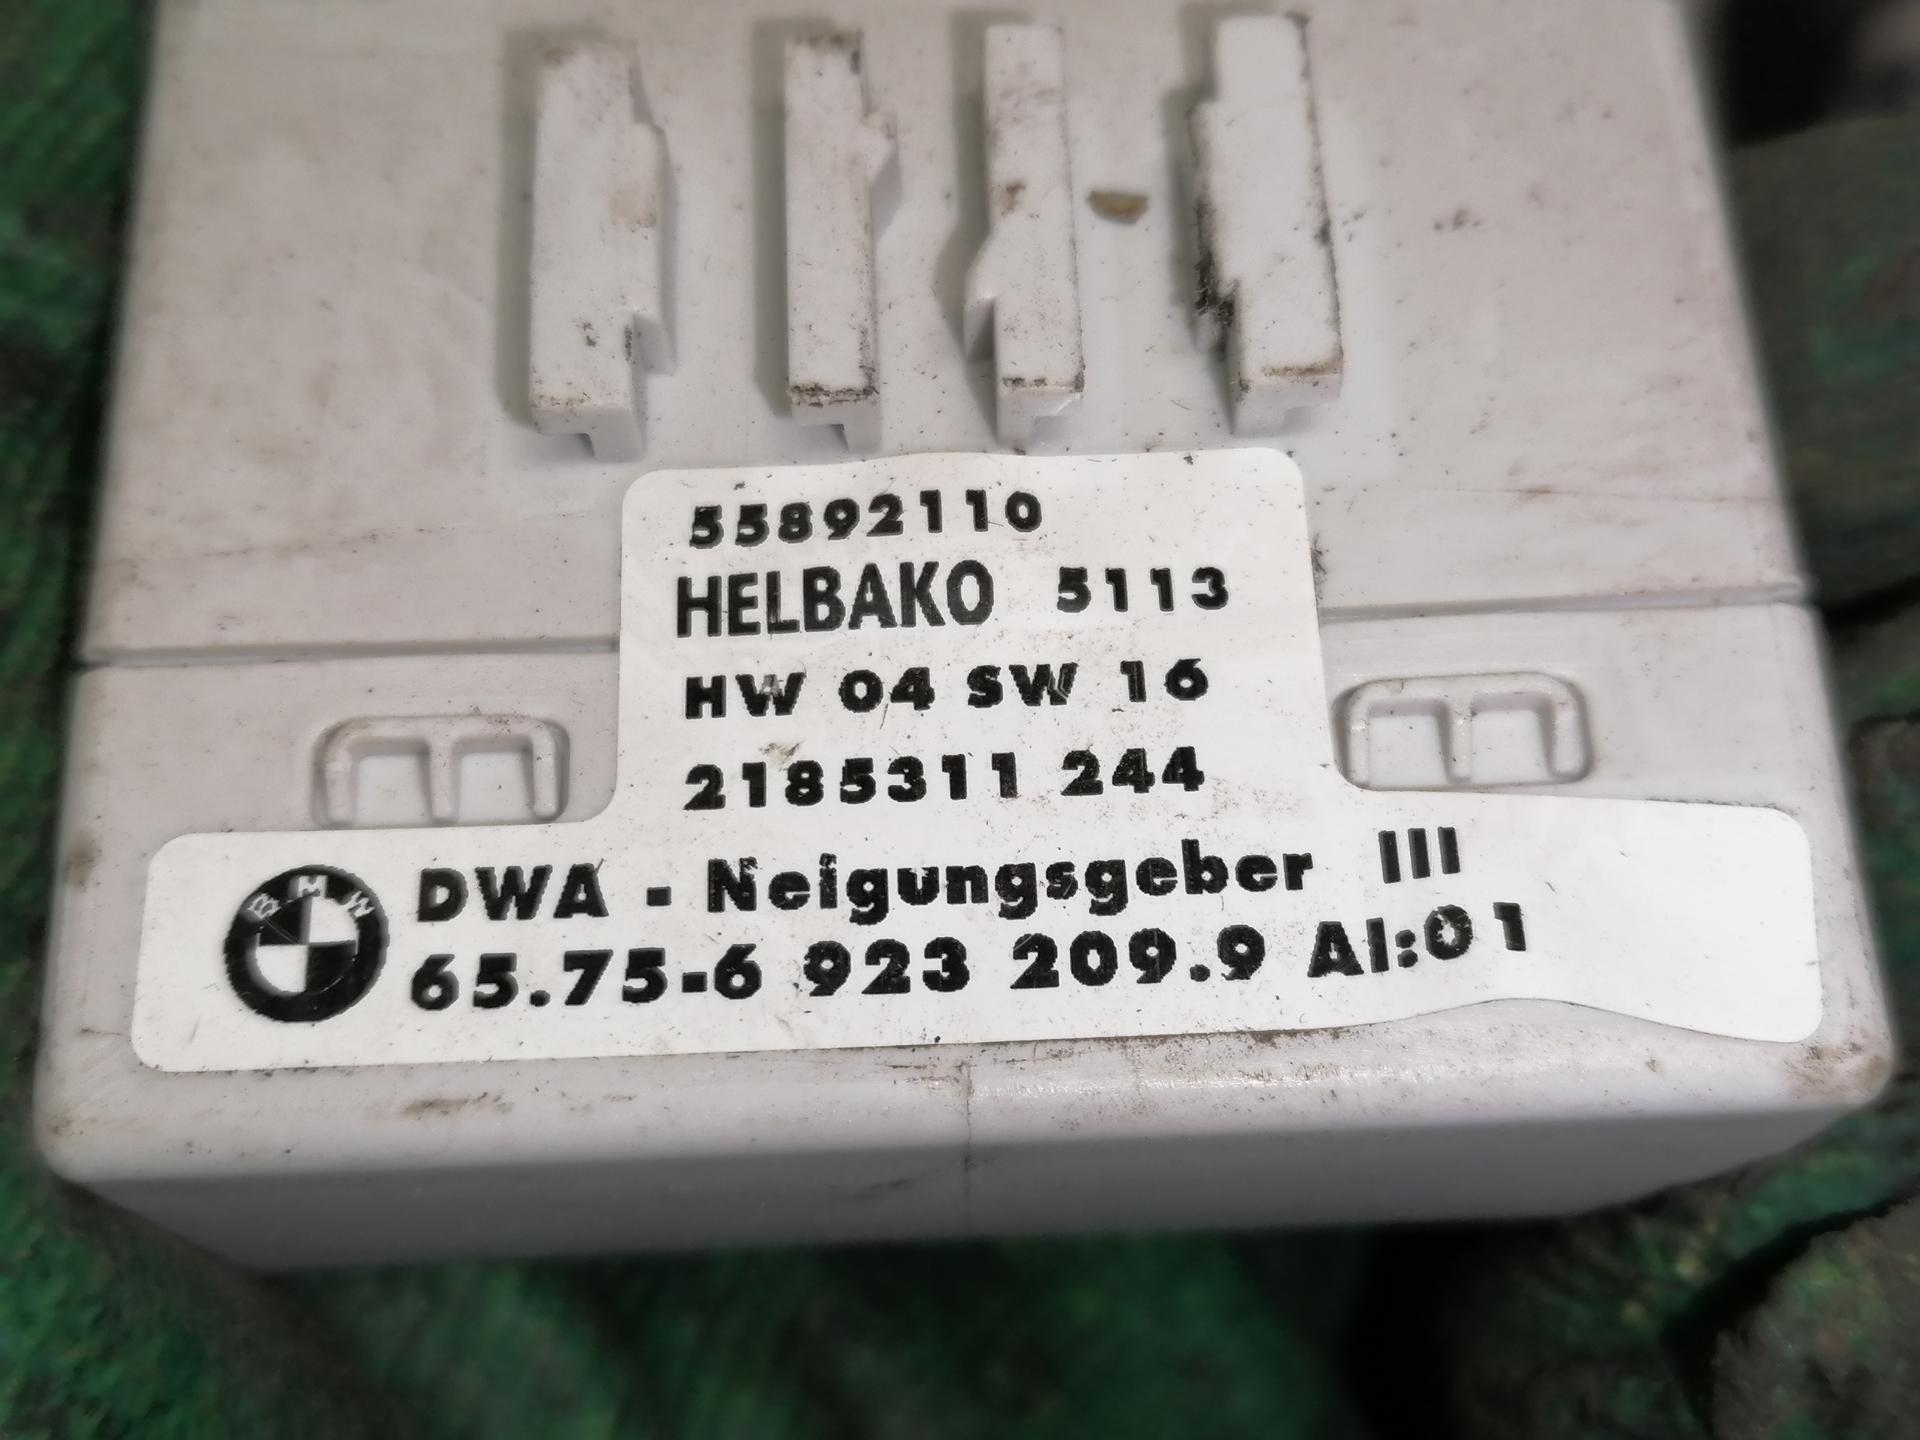 55892110
HELBAKO 5113
HW 04 SW 16
2185311 244
BMW DWA - Neigungsgeber III
65.75-6 923 209.9 AI:01